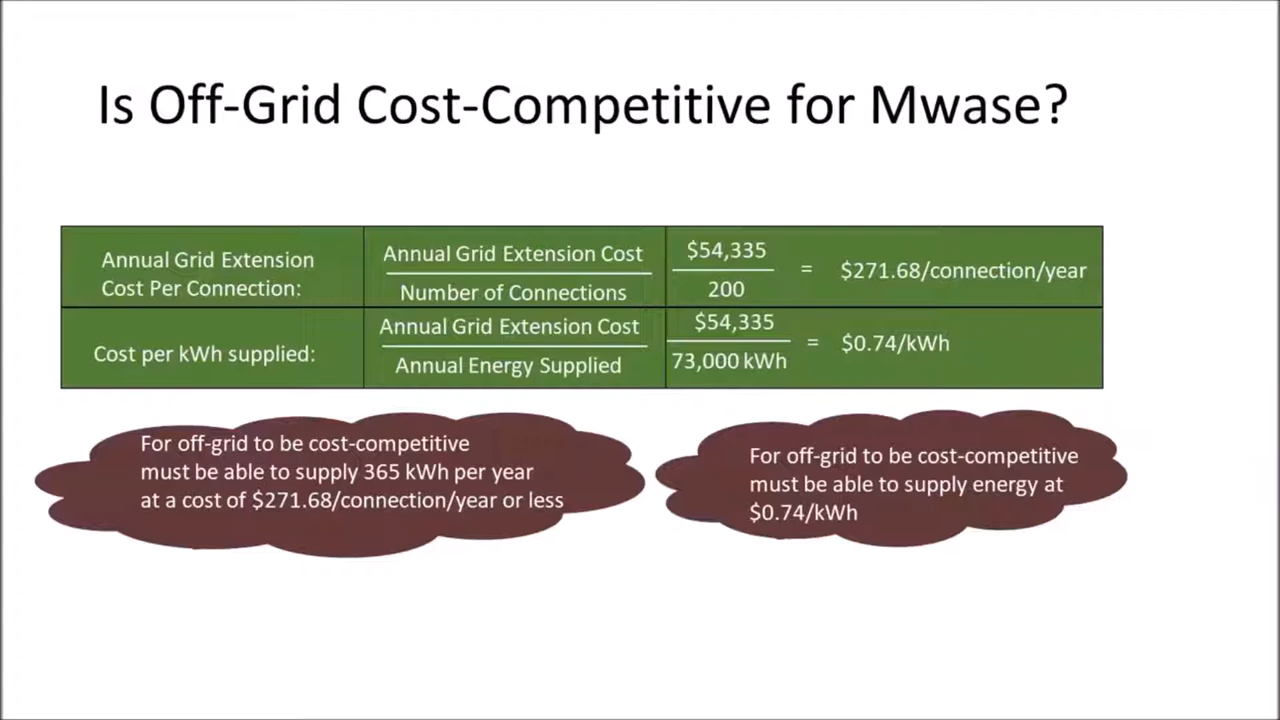 Is Off-Grid Cost-Competitive for Mwase?
Annual Grid Extension
Cost Per Connection:
Annual Grid Extension Cost
Number of Connections
$54,335
200
=
$271.68/connection/year
Cost per kWh supplied:
Annual Grid Extension Cost
Annual Energy Supplied
$54,335
73,000 kWh
=
$0.74/kWh
For off-grid to be cost-competitive
must be able to supply 365 kWh per year
at a cost of $271.68/connection/year or less
For off-grid to be cost-competitive
must be able to supply energy at
$0.74/kWh